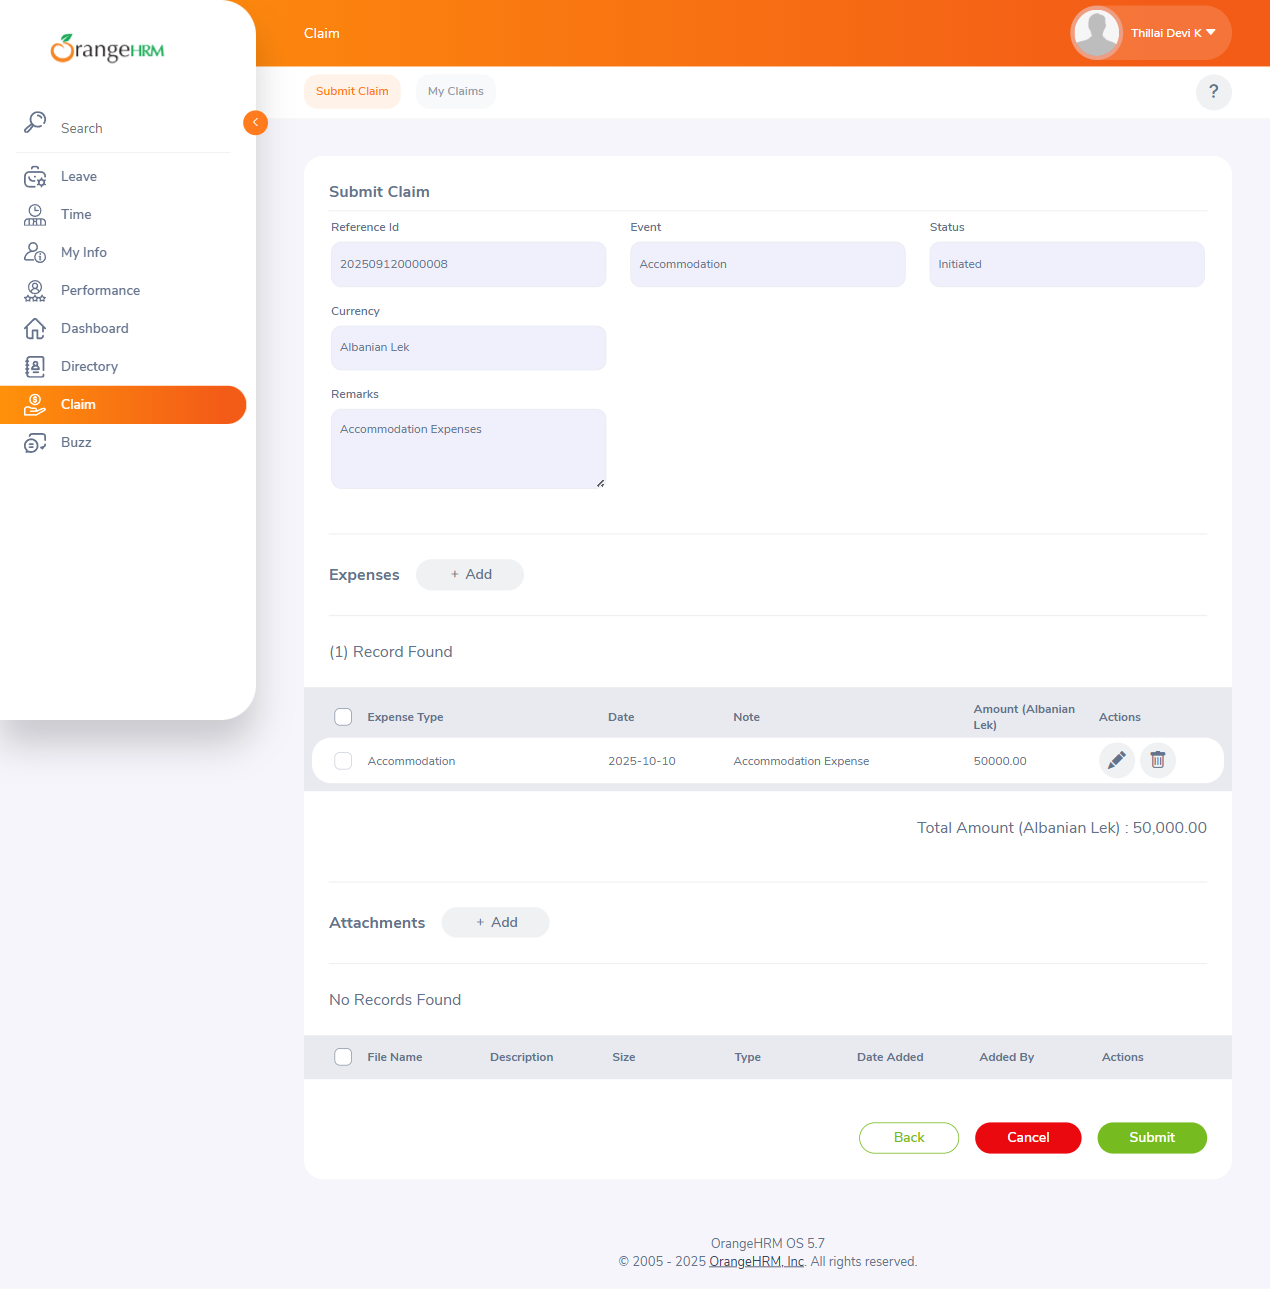 OrangeHRM
Claim
Thillai Devi K
Submit Claim
My Claims
?
Search
Leave
Time
My Info
Performance
Dashboard
Directory
Claim
Buzz
Submit Claim
Reference Id
Event
Status
202509120000008
Accommodation
Initiated
Currency
Albanian Lek
Remarks
Accommodation Expenses
Expenses
+ Add
(1) Record Found
Expense Type
Date
Note
Amount (Albanian
Lek)
Actions
Accommodation
2025-10-10
Accommodation Expense
50000.00
Total Amount (Albanian Lek) : 50,000.00
Attachments
+ Add
No Records Found
File Name
Description
Size
Type
Date Added
Added By
Actions
Back
Cancel
Submit
OrangeHRM OS 5.7
© 2005 - 2025 OrangeHRM, Inc. All rights reserved.